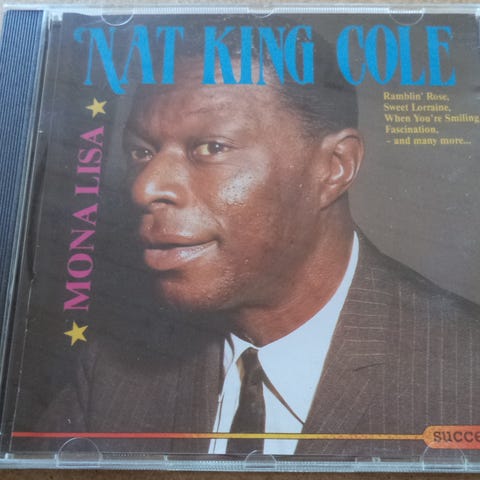 NAT KING COLE
Ramblin' Rose,
Sweet Lorraine,
When You're Smiling
Fascination,
- and many more...
★ MONA LISA ★
succe